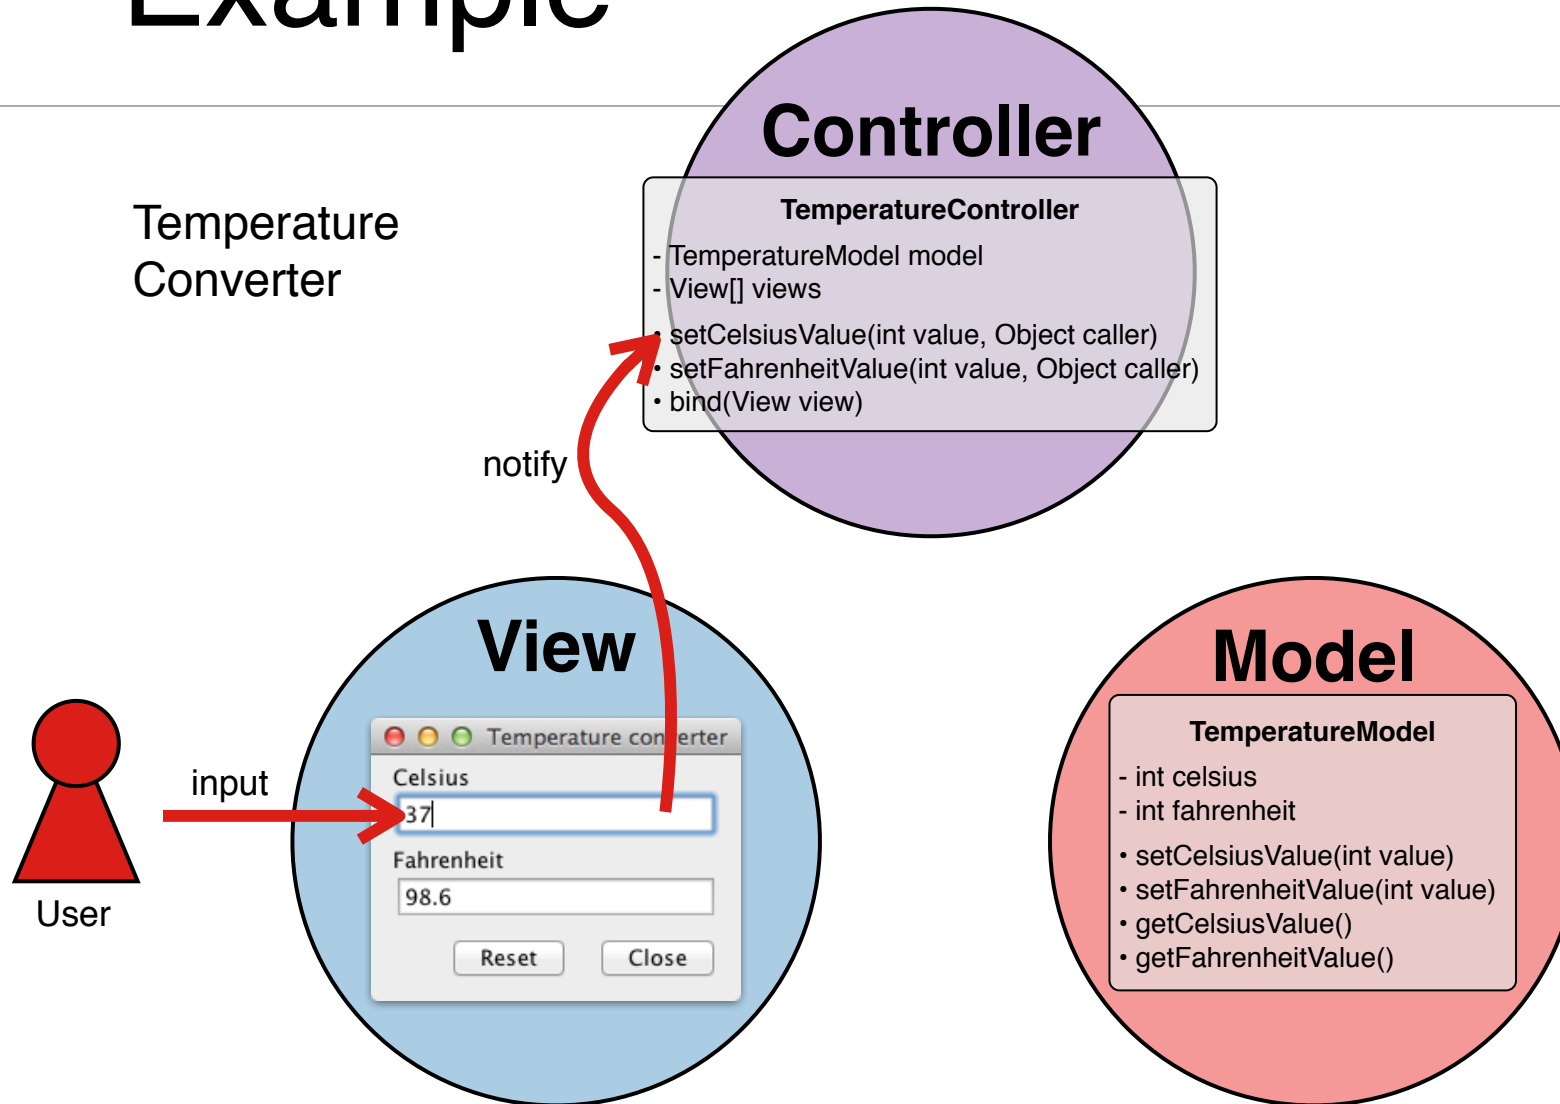 Example
Controller
Temperature
Converter
TemperatureController
- TemperatureModel model
- View[] views
• setCelsiusValue(int value, Object caller)
• setFahrenheitValue(int value, Object caller)
• bind(View view)
notify
View
Model
Temperature converter
Celsius
37
Fahrenheit
98.6
Reset
Close
input
User
TemperatureModel
- int celsius
- int fahrenheit
• setCelsiusValue(int value)
• setFahrenheitValue(int value)
• getCelsiusValue()
• getFahrenheitValue()